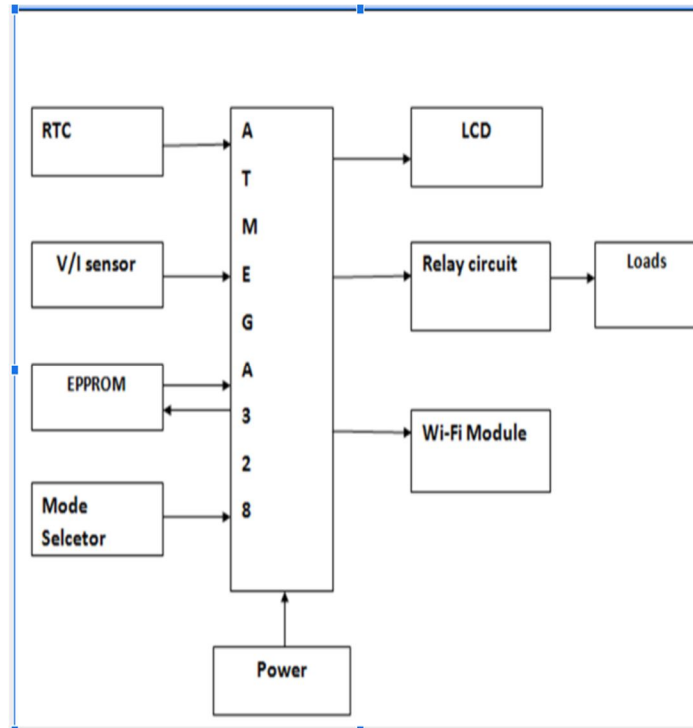 RTC
V/I sensor
EPPROM
Mode
Selcetor
A
T
M
E
G
A
3
2
8
Power
LCD
Relay circuit
Loads
Wi-Fi Module